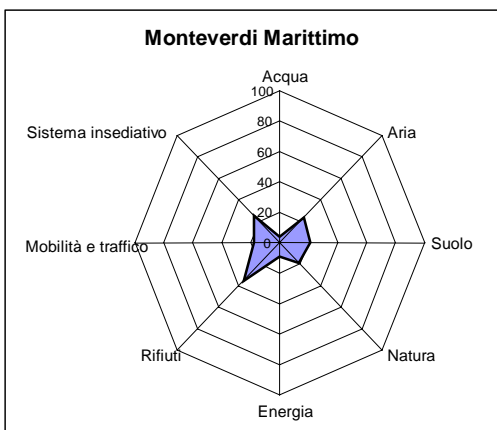 Monteverdi Marittimo
Acqua
100
80
60
40
20
0
Aria
Sistema insediativo
Mobilità e traffico
Suolo
Rifiuti
Natura
Energia